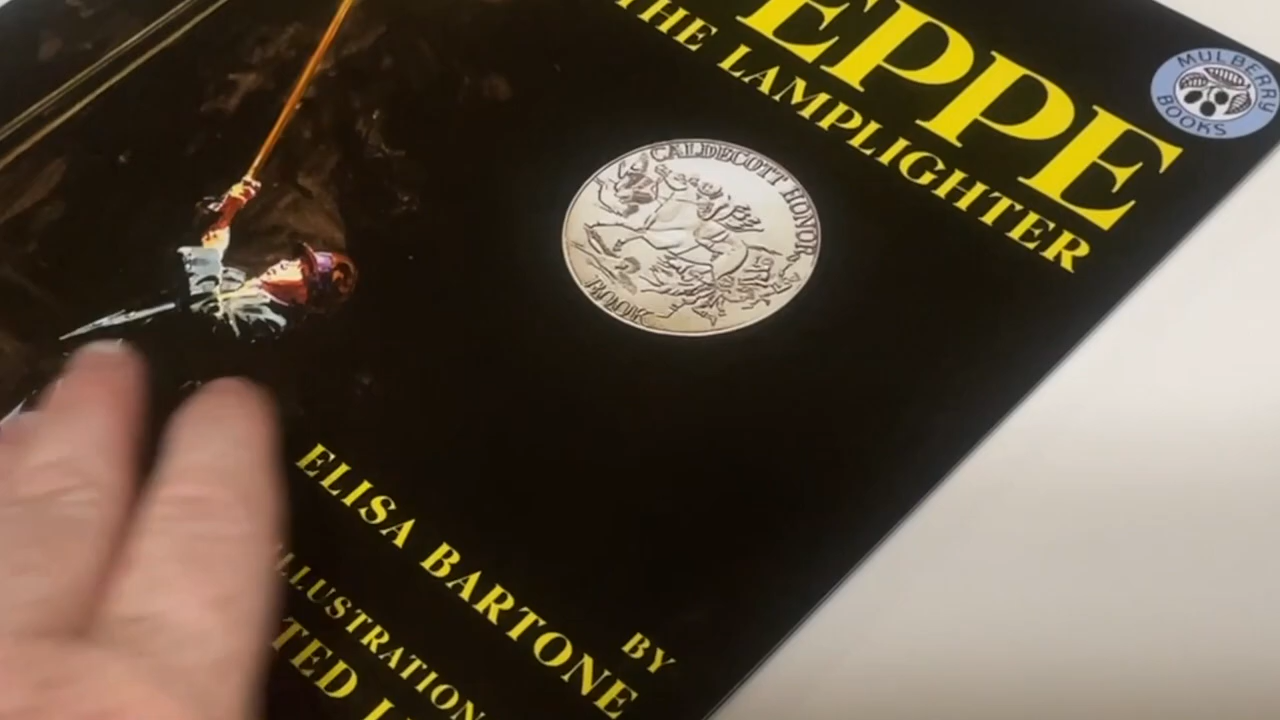 EPPE
THE LAMPLIGHTER
MULBERRY
BOOKS
CALDECOTT HONOR
BOOK
BY
ELISA BARTONE
ILLUSTRATION
TED